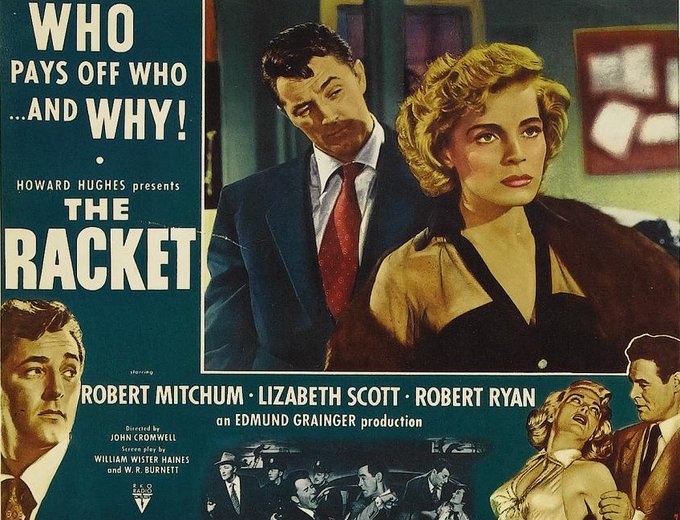 WHO
PAYS OFF WHO
...AND WHY!
HOWARD HUGHES presents
THE
RACKET
starring
ROBERT MITCHUM · LIZABETH SCOTT · ROBERT RYAN
an EDMUND GRAINGER production
Directed by
JOHN CROMWELL
Screen play by
WILLIAM WISTER HAINES
and W. R. BURNETT
RKO
RADIO